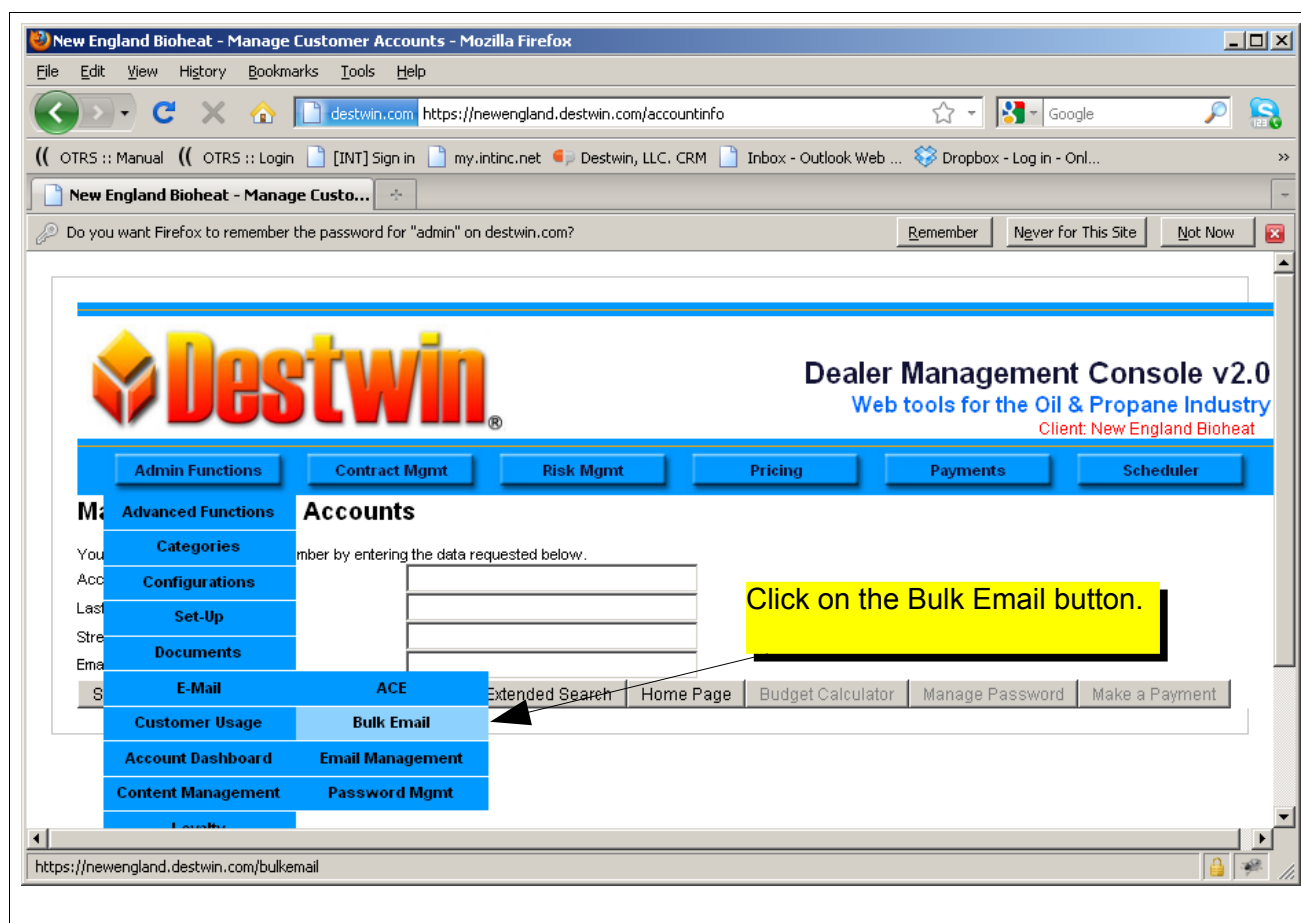 New England Bioheat - Manage Customer Accounts - Mozilla Firefox
File Edit View History Bookmarks Tools Help
destwin.com https://newengland.destwin.com/accountinfo Google
OTRS :: Manual OTRS :: Login [INT] Sign in my.intinc.net Destwin, LLC. CRM Inbox - Outlook Web ... Dropbox - Log in - Onl... »
New England Bioheat - Manage Custo...
Do you want Firefox to remember the password for "admin" on destwin.com? Remember Never for This Site Not Now
Destwin®
Dealer Management Console v2.0
Web tools for the Oil & Propane Industry
Client: New England Bioheat
Admin Functions Contract Mgmt Risk Mgmt Pricing Payments Scheduler
Advanced Functions Accounts
Categories
You mber by entering the data requested below.
Acc Configurations
Last Set-Up
Stre Documents
Ema
E-Mail ACE Extended Search Home Page Budget Calculator Manage Password Make a Payment
Customer Usage Bulk Email
Account Dashboard Email Management
Content Management Password Mgmt
Loyalty
Click on the Bulk Email button.
https://newengland.destwin.com/bulkemail